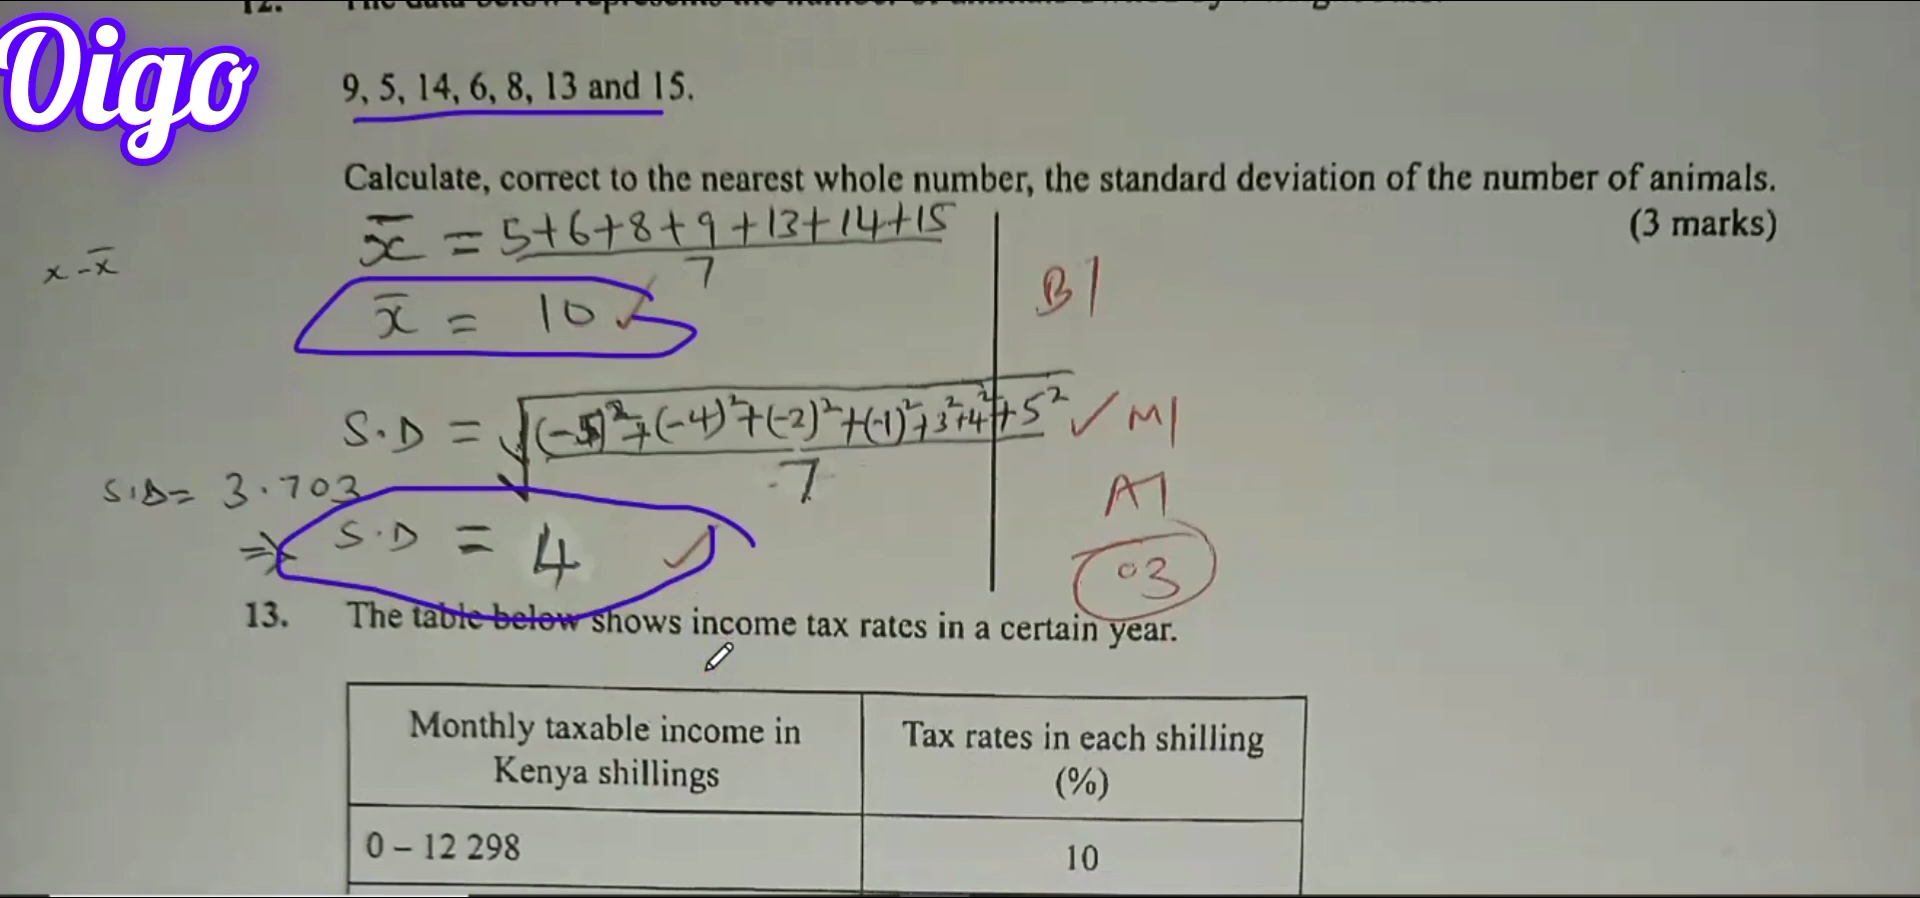 Oigo
9, 5, 14, 6, 8, 13 and 15.
Calculate, correct to the nearest whole number, the standard deviation of the number of animals.
(3 marks)
x̄ = 5+6+8+9+13+14+15
7
x - x̄
B1
x̄ = 10 ✓
S.D = √(-5)²+(-4)²+(-2)²+(-1)²+3²+4²+5² ✓ M1
7
S.D = 3.703
A1
⇒ S.D = 4 ✓
03
13. The table below shows income tax rates in a certain year.
Monthly taxable income in
Kenya shillings
Tax rates in each shilling
(%)
0 – 12 298
10